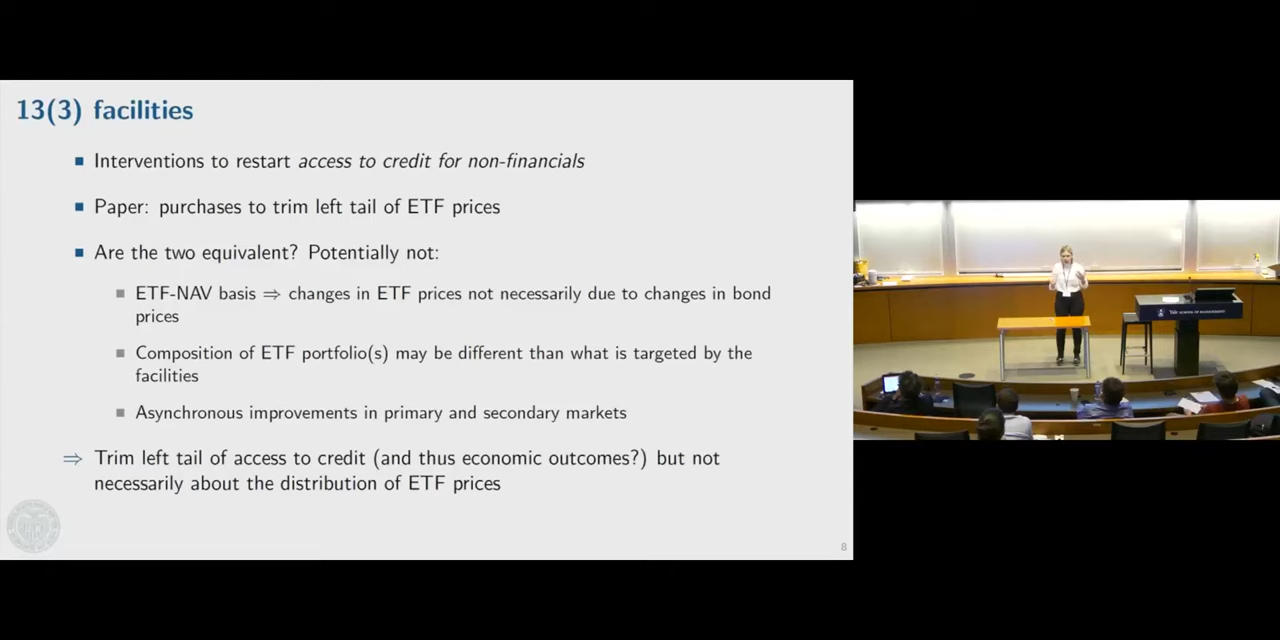 13(3) facilities
Interventions to restart access to credit for non-financials
Paper: purchases to trim left tail of ETF prices
Are the two equivalent? Potentially not:
ETF-NAV basis ⇒ changes in ETF prices not necessarily due to changes in bond
prices
Composition of ETF portfolio(s) may be different than what is targeted by the
facilities
Asynchronous improvements in primary and secondary markets
⇒ Trim left tail of access to credit (and thus economic outcomes?) but not
necessarily about the distribution of ETF prices
8
Yale SCHOOL OF MANAGEMENT